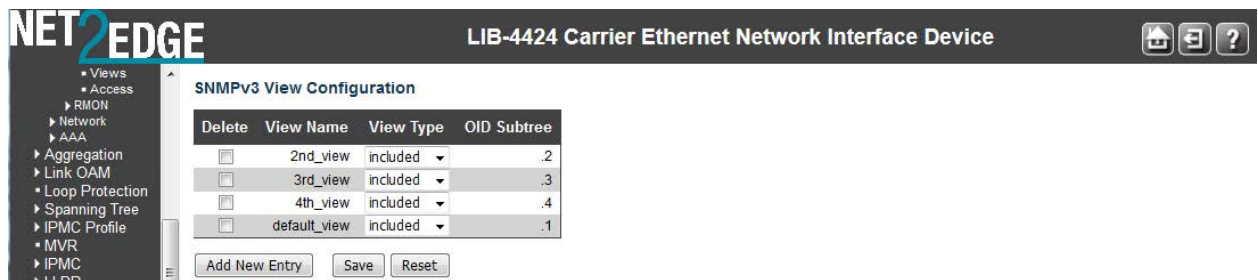 NET2EDGE
LIB-4424 Carrier Ethernet Network Interface Device
?
Views
Access
RMON
Network
AAA
Aggregation
Link OAM
Loop Protection
Spanning Tree
IPMC Profile
MVR
IPMC
SNMPv3 View Configuration
Delete View Name View Type OID Subtree
2nd_view included .2
3rd_view included .3
4th_view included .4
default_view included .1
Add New Entry Save Reset